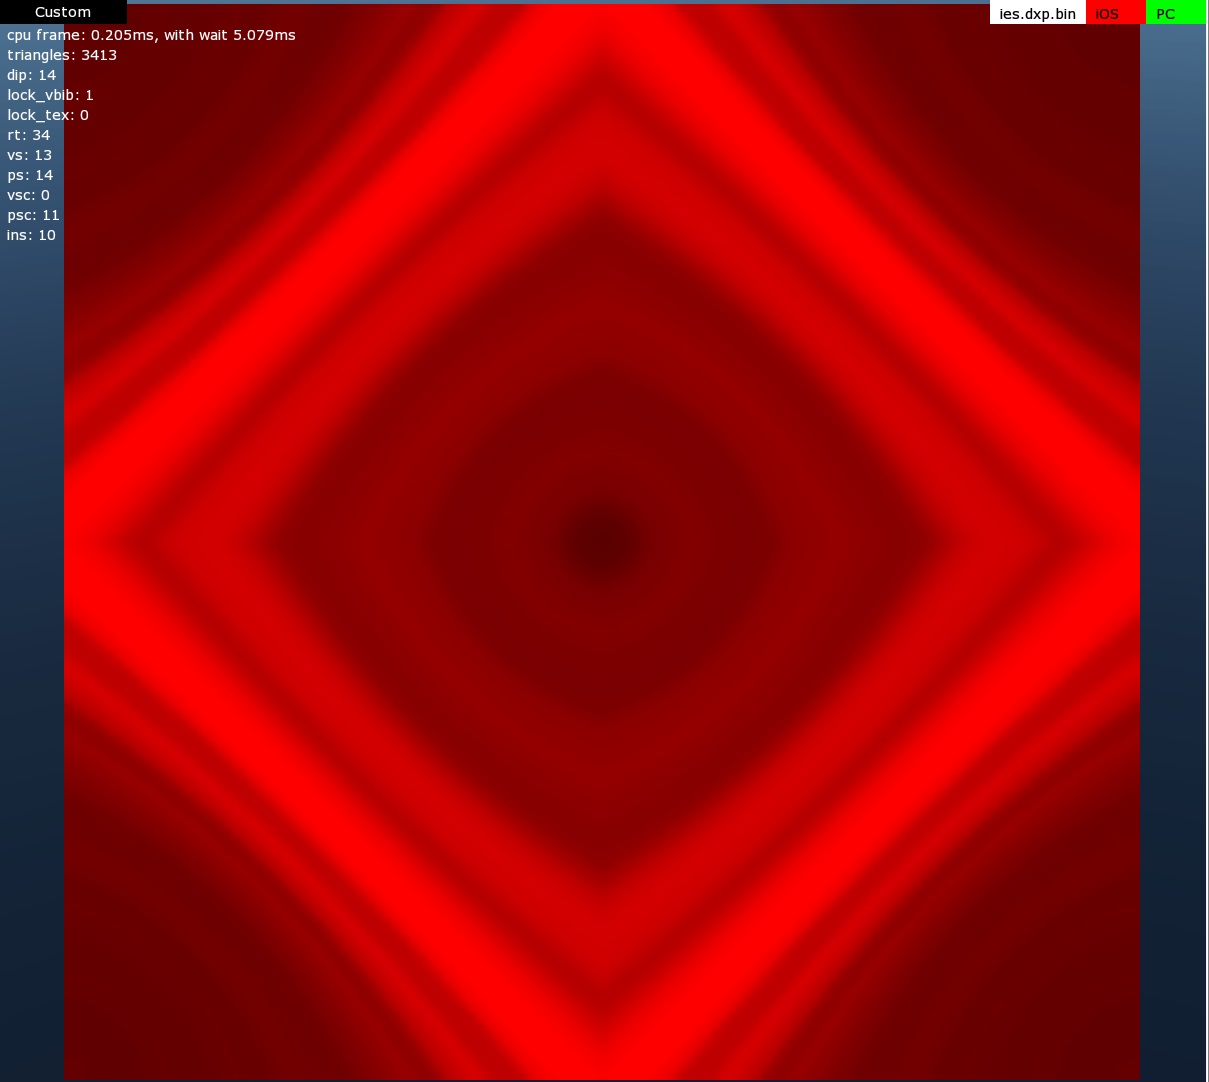 Custom
ies.dxp.bin iOS PC
cpu frame: 0.205ms, with wait 5.079ms
triangles: 3413
dip: 14
lock_vbib: 1
lock_tex: 0
rt: 34
vs: 13
ps: 14
vsc: 0
psc: 11
ins: 10